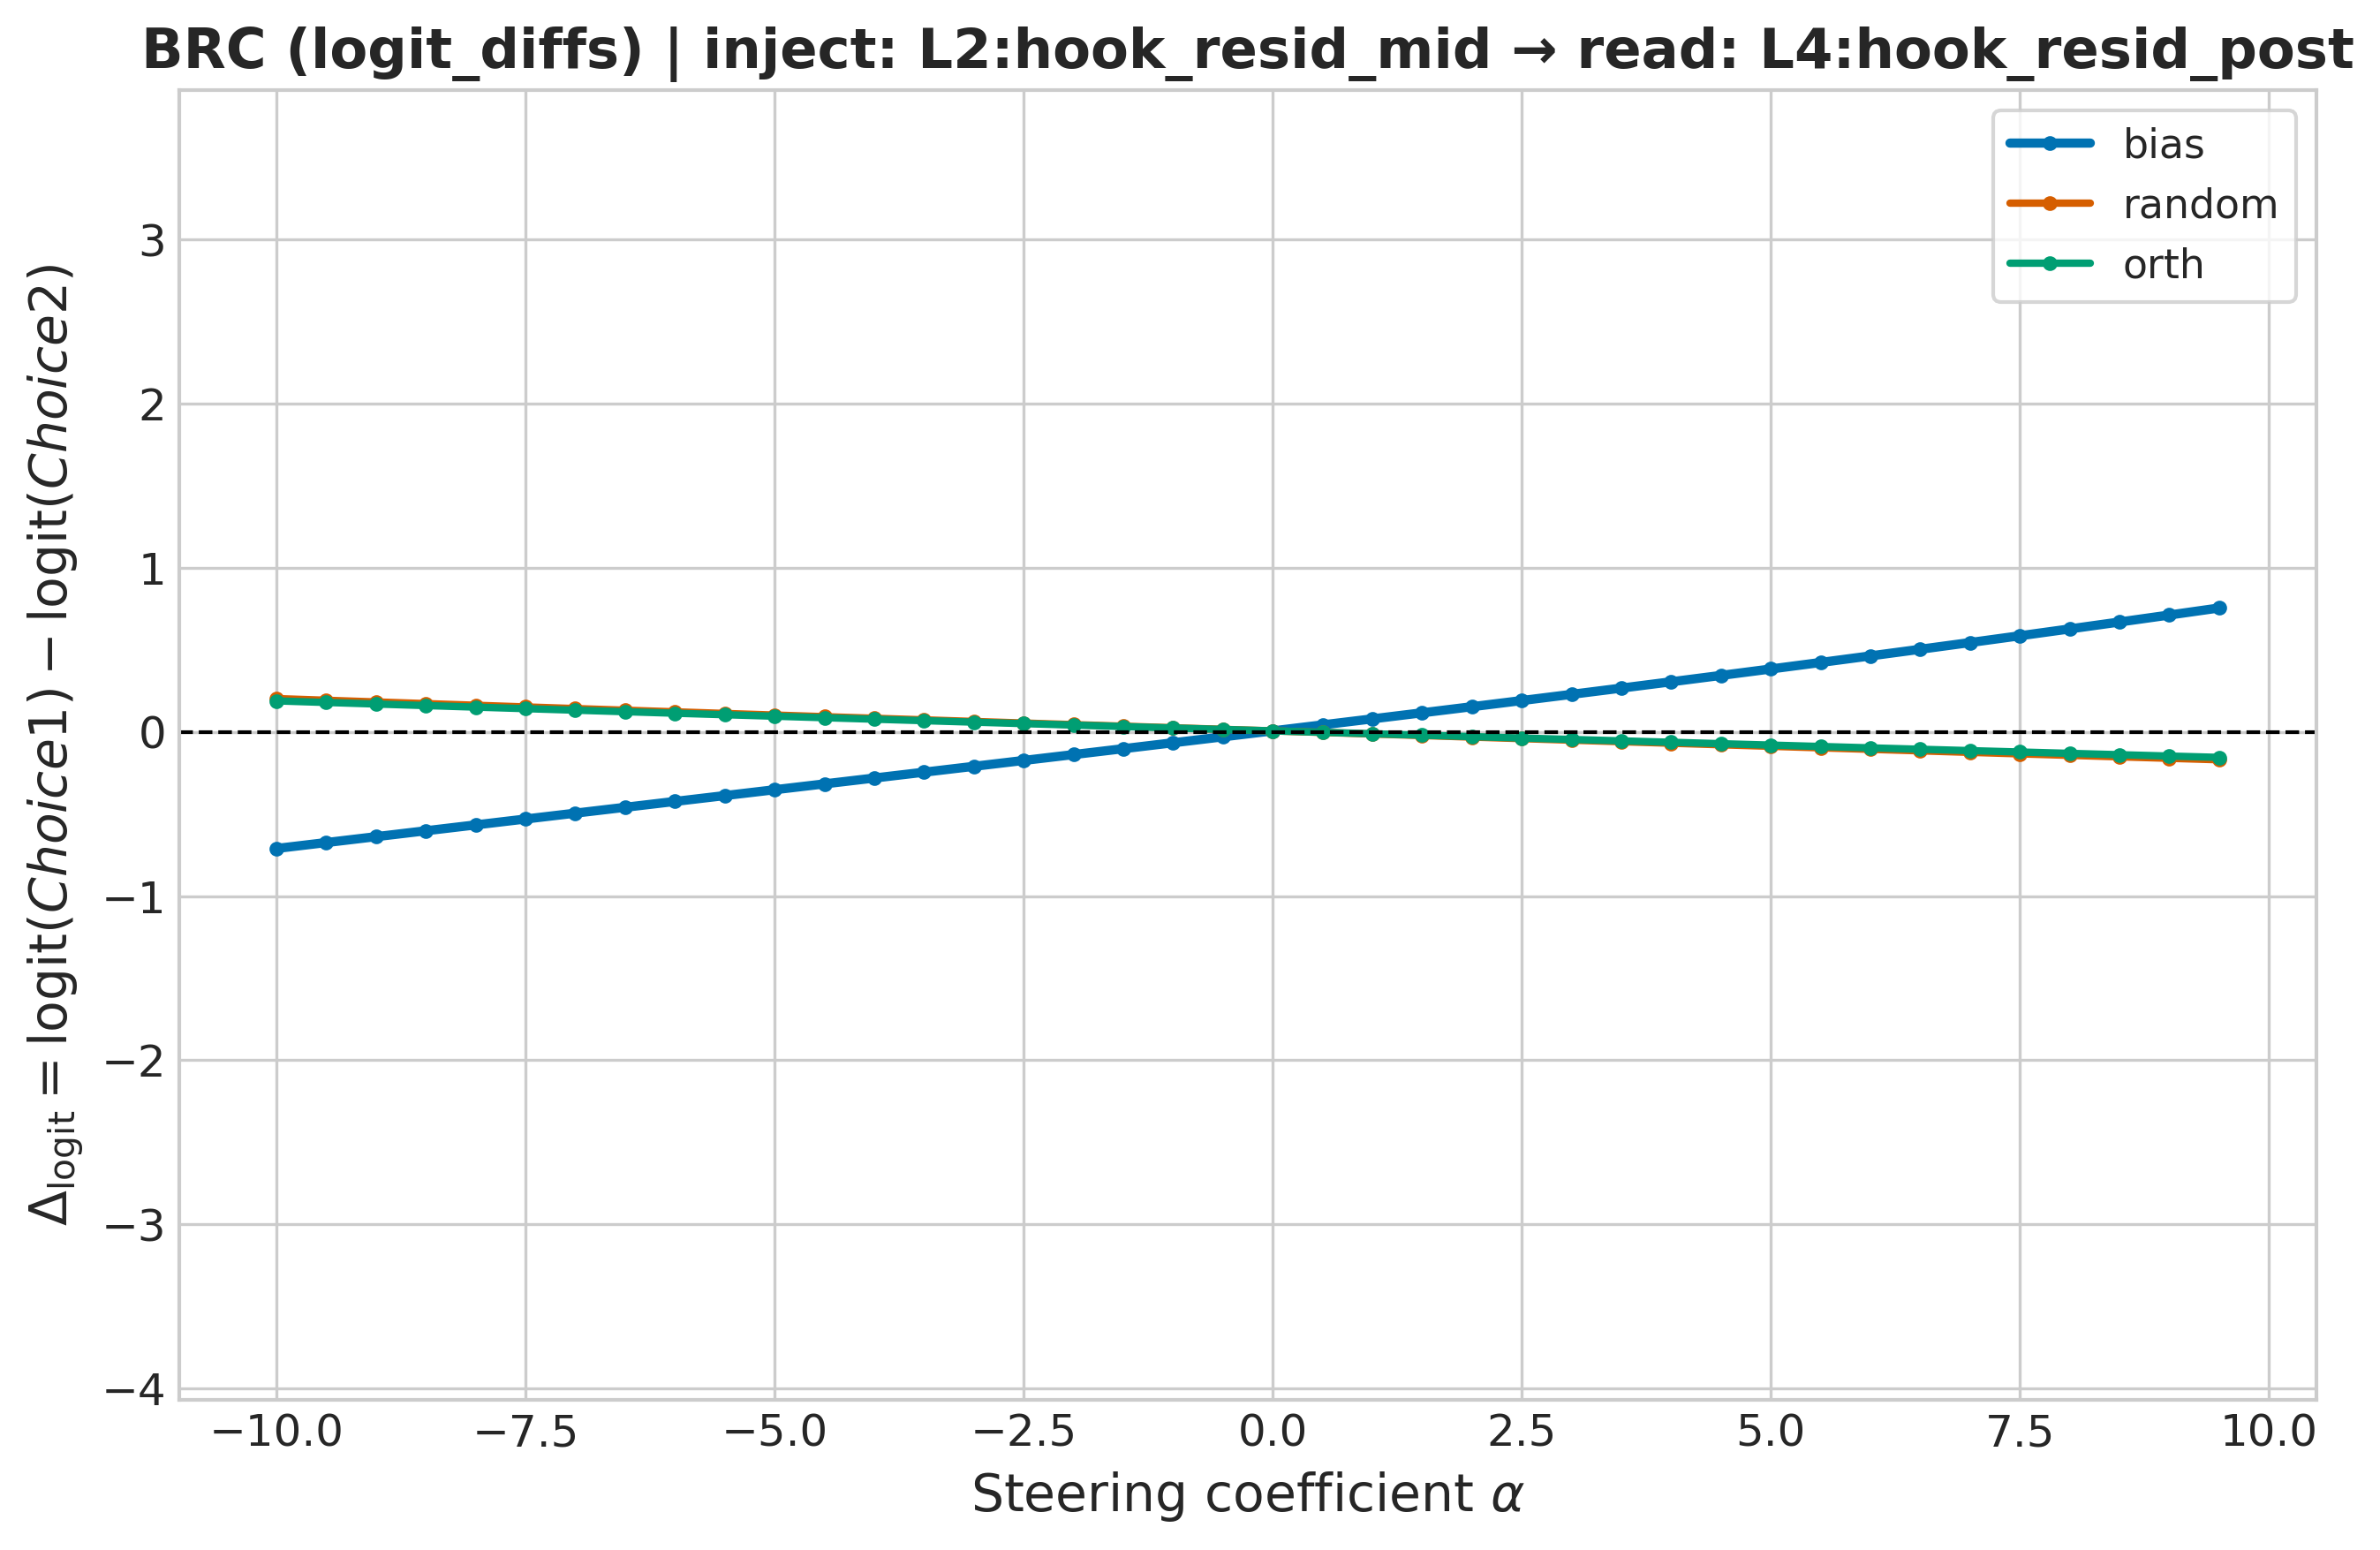 BRC (logit_diffs) | inject: L2:hook_resid_mid → read: L4:hook_resid_post
Δlogit = logit(Choice1) − logit(Choice2)
3
2
1
0
−1
−2
−3
−4
bias
random
orth
−10.0 −7.5 −5.0 −2.5 0.0 2.5 5.0 7.5 10.0
Steering coefficient α